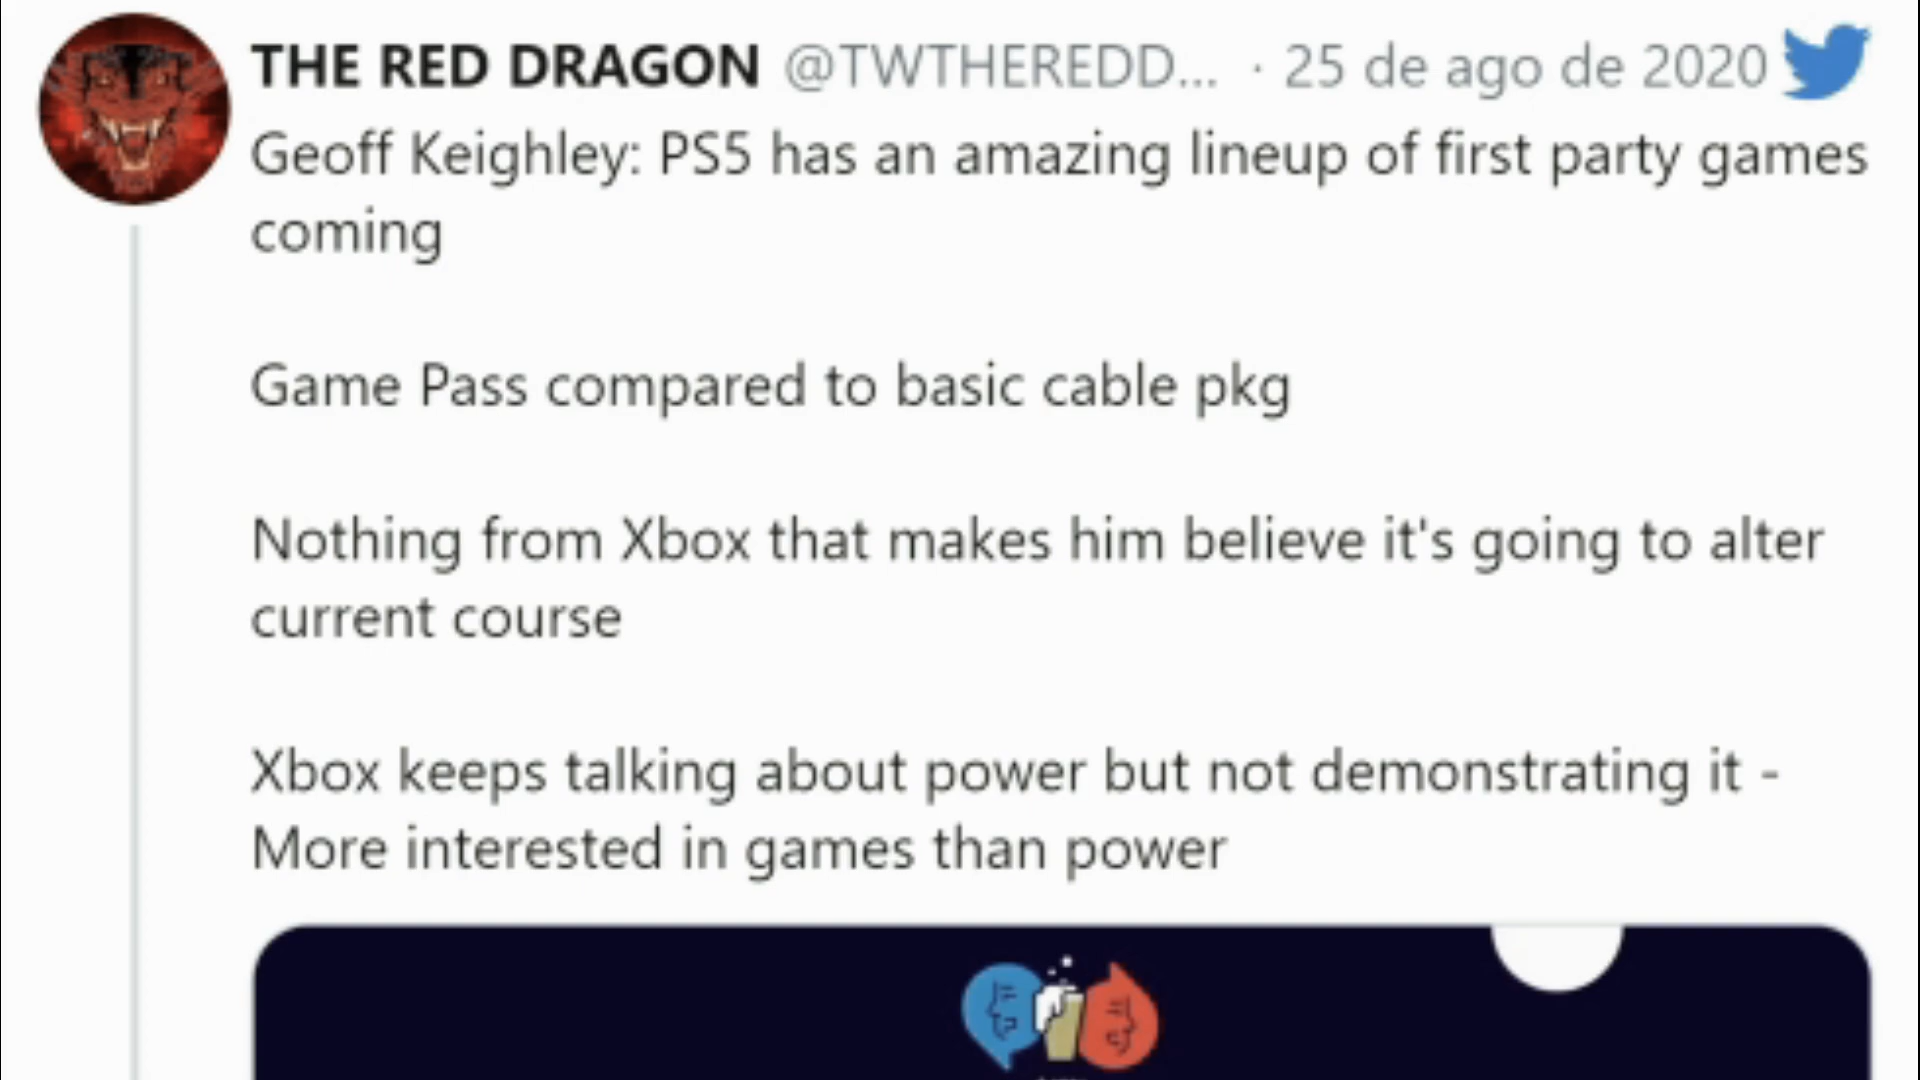 THE RED DRAGON @TWTHEREDD... · 25 de ago de 2020
Geoff Keighley: PS5 has an amazing lineup of first party games
coming
Game Pass compared to basic cable pkg
Nothing from Xbox that makes him believe it's going to alter
current course
Xbox keeps talking about power but not demonstrating it -
More interested in games than power